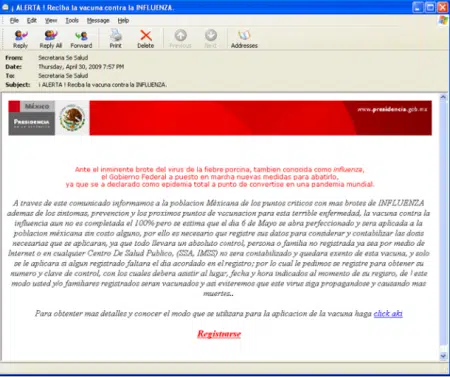 ¡ ALERTA ! Reciba la vacuna contra la INFLUENZA.
File Edit View Tools Message Help
Reply Reply All Forward Print Delete Previous Next Addresses
From: Secretaria Se Salud
Date: Thursday, April 30, 2009 7:57 PM
To: Secretaria Se Salud
Subject: ¡ ALERTA ! Reciba la vacuna contra la INFLUENZA.
MÉXICO
PRESIDENCIA
DE LA REPÚBLICA
www.presidencia.gob.mx
Ante el inminente brote del virus de la fiebre porcina, tambien conosida como influenza,
el Gobierno Federal a puesto en marcha nuevas medidas para abatirlo,
ya que se a declarado como epidemia total a punto de convertise en una pandemia mundial.
A traves de este comunicado informamos a la poblacion Méxicana de los puntos criticos con mas brotes de INFLUENZA
ademas de los sintomas, prevencion y los proximos puntos de vacunacion para esta terrible enfermedad, la vacuna contra la
influencia aun no es completada el 100% pero se estima que el dia 6 de Mayo se abra perfeccionado y sera aplicada a la
poblacion méxicana sin costo alguno, por ello es necesario que registre sus datos para considerar y contabilizar las dosis
necesarias que se aplicaran, ya que todo llevara un absoluto control, persona o familia no registrada ya sea por medio de
Internet o en cualquier Centro De Salud Publico, (SSA, IMSS) no sera contabilizado y quedara exento de esta vacuna, y solo
se le aplicara si algun registrado faltara el dia acordado en el registro; por lo cual le pedimos se registre para obtener su
numero y clave de control, con los cuales debera asistir al lugar, fecha y hora indicados al momento de su regisro, de ! este
modo usted y/o familiares registrados seran vacunados y asi eviteremos que este virus siga propagandose y causando mas
muertes..
Para obtenter mas detalles y conocer el modo que se utilizara para la aplicacion de la vacuna haga click aki
Registrarse